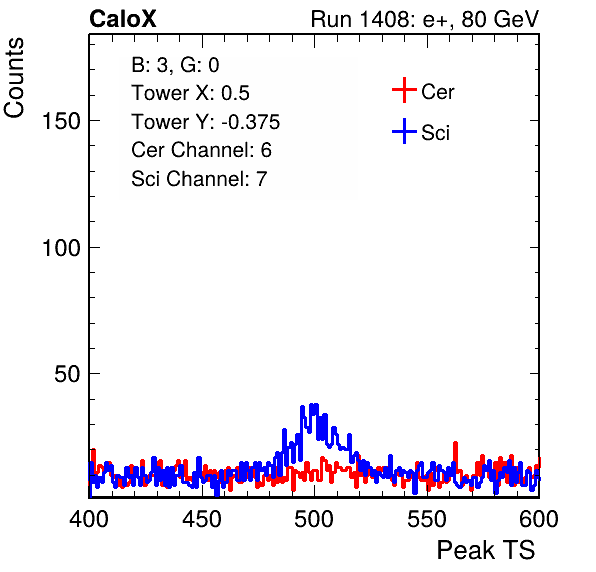 CaloX Run 1408: e+, 80 GeV
Counts
B: 3, G: 0
Tower X: 0.5
Tower Y: -0.375
Cer Channel: 6
Sci Channel: 7
Cer
Sci
150
100
50
400 450 500 550 600
Peak TS